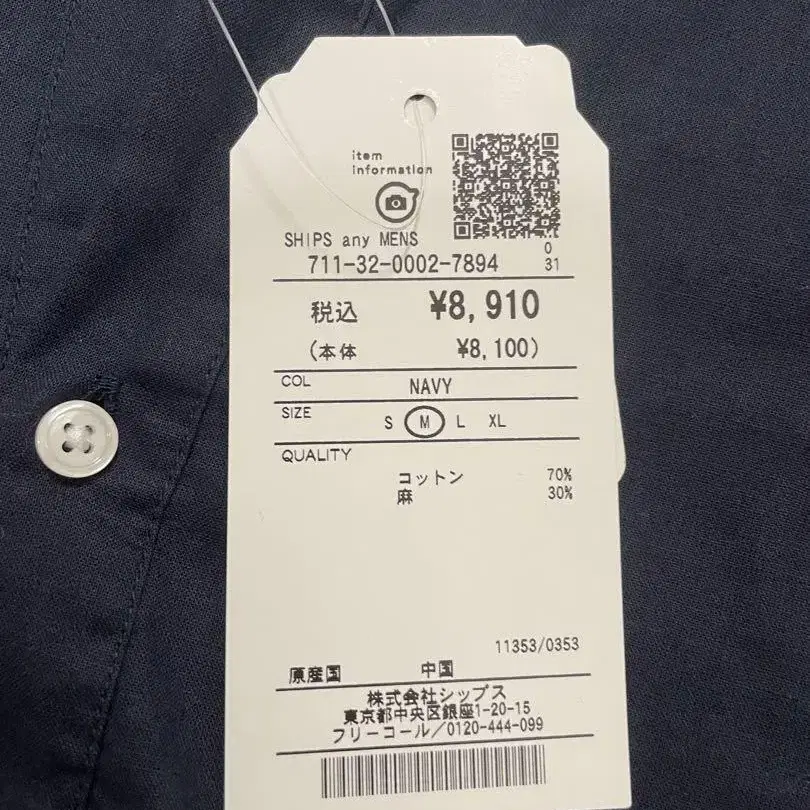 item
information
SHIPS any MENS
711-32-0002-7894
0
31
税込 ¥8,910
(本体 ¥8,100)
COL NAVY
SIZE S M L XL
QUALITY
コットン 70%
麻 30%
11353/0353
原産国 中国
株式会社シップス
東京都中央区銀座1-20-15
フリーコール/0120-444-099